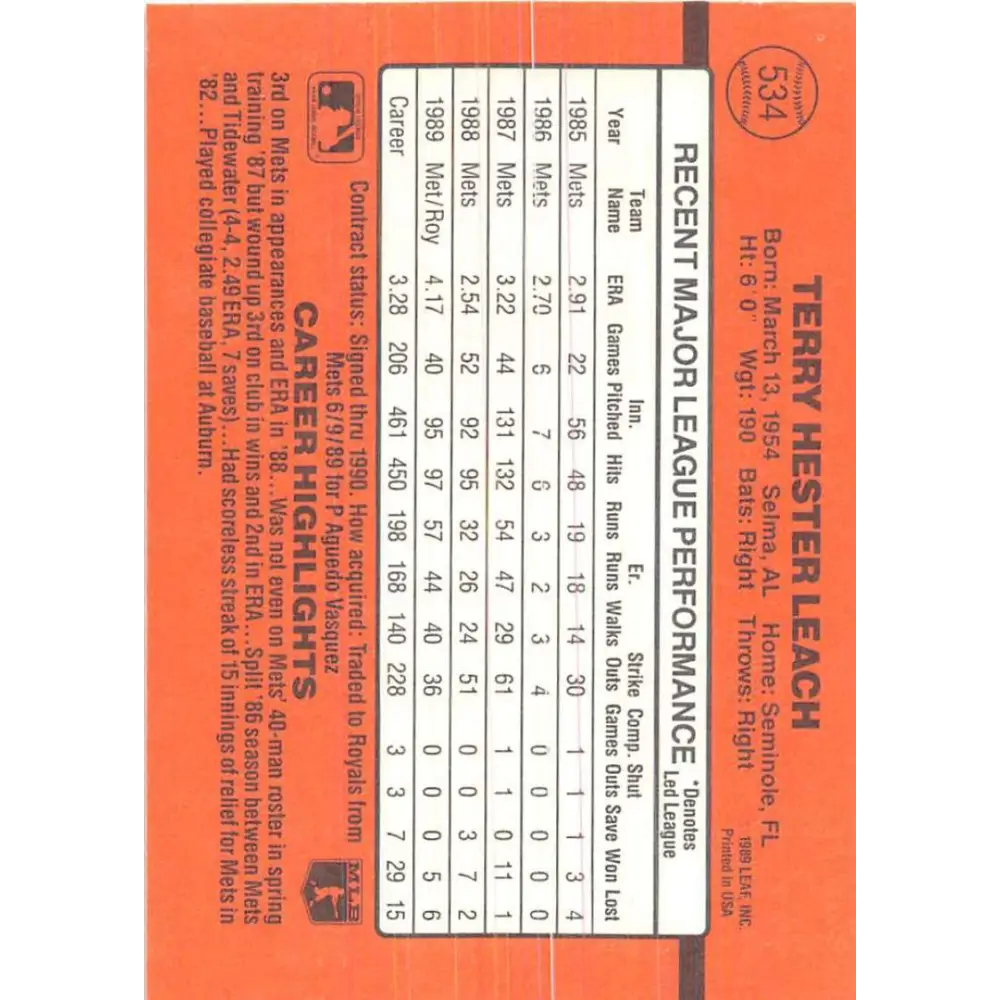 534
TERRY HESTER LEACH
Born: March 13, 1954 Selma, AL Home: Seminole, FL
Ht: 6'0" Wgt: 190 Bats: Right Throws: Right
1989 LEAF, INC.
Printed in USA
RECENT MAJOR LEAGUE PERFORMANCE
*Denotes
Led League
Team Inn. Er. Strike Comp. Shut
Year Name ERA Games Pitched Hits Runs Runs Walks Outs Games Outs Save Won Lost
1985 Mets 2.91 22 56 48 19 18 14 30 1 1 1 3 4
1986 Mets 2.70 6 7 6 3 2 3 4 0 0 0 0 0
1987 Mets 3.22 44 131 132 54 47 29 61 1 1 0 11 1
1988 Mets 2.54 52 92 95 32 26 24 51 0 0 3 7 2
1989 Met/Roy 4.17 40 95 97 57 44 40 36 0 0 0 5 6
Career 3.28 206 461 450 198 168 140 228 3 3 7 29 15
Contract status: Signed thru 1990. How acquired: Traded to Royals from
Mets 6/9/89 for P Aguedo Vasquez
MLB
CAREER HIGHLIGHTS
3rd on Mets in appearances and ERA in '88...Was not even on Mets' 40-man roster in spring
training '87 but wound up 3rd on club in wins and 2nd in ERA...Split '86 season between Mets
and Tidewater (4-4, 2.49 ERA, 7 saves)...Had scoreless streak of 15 innings of relief for Mets in
'82...Played collegiate baseball at Auburn.